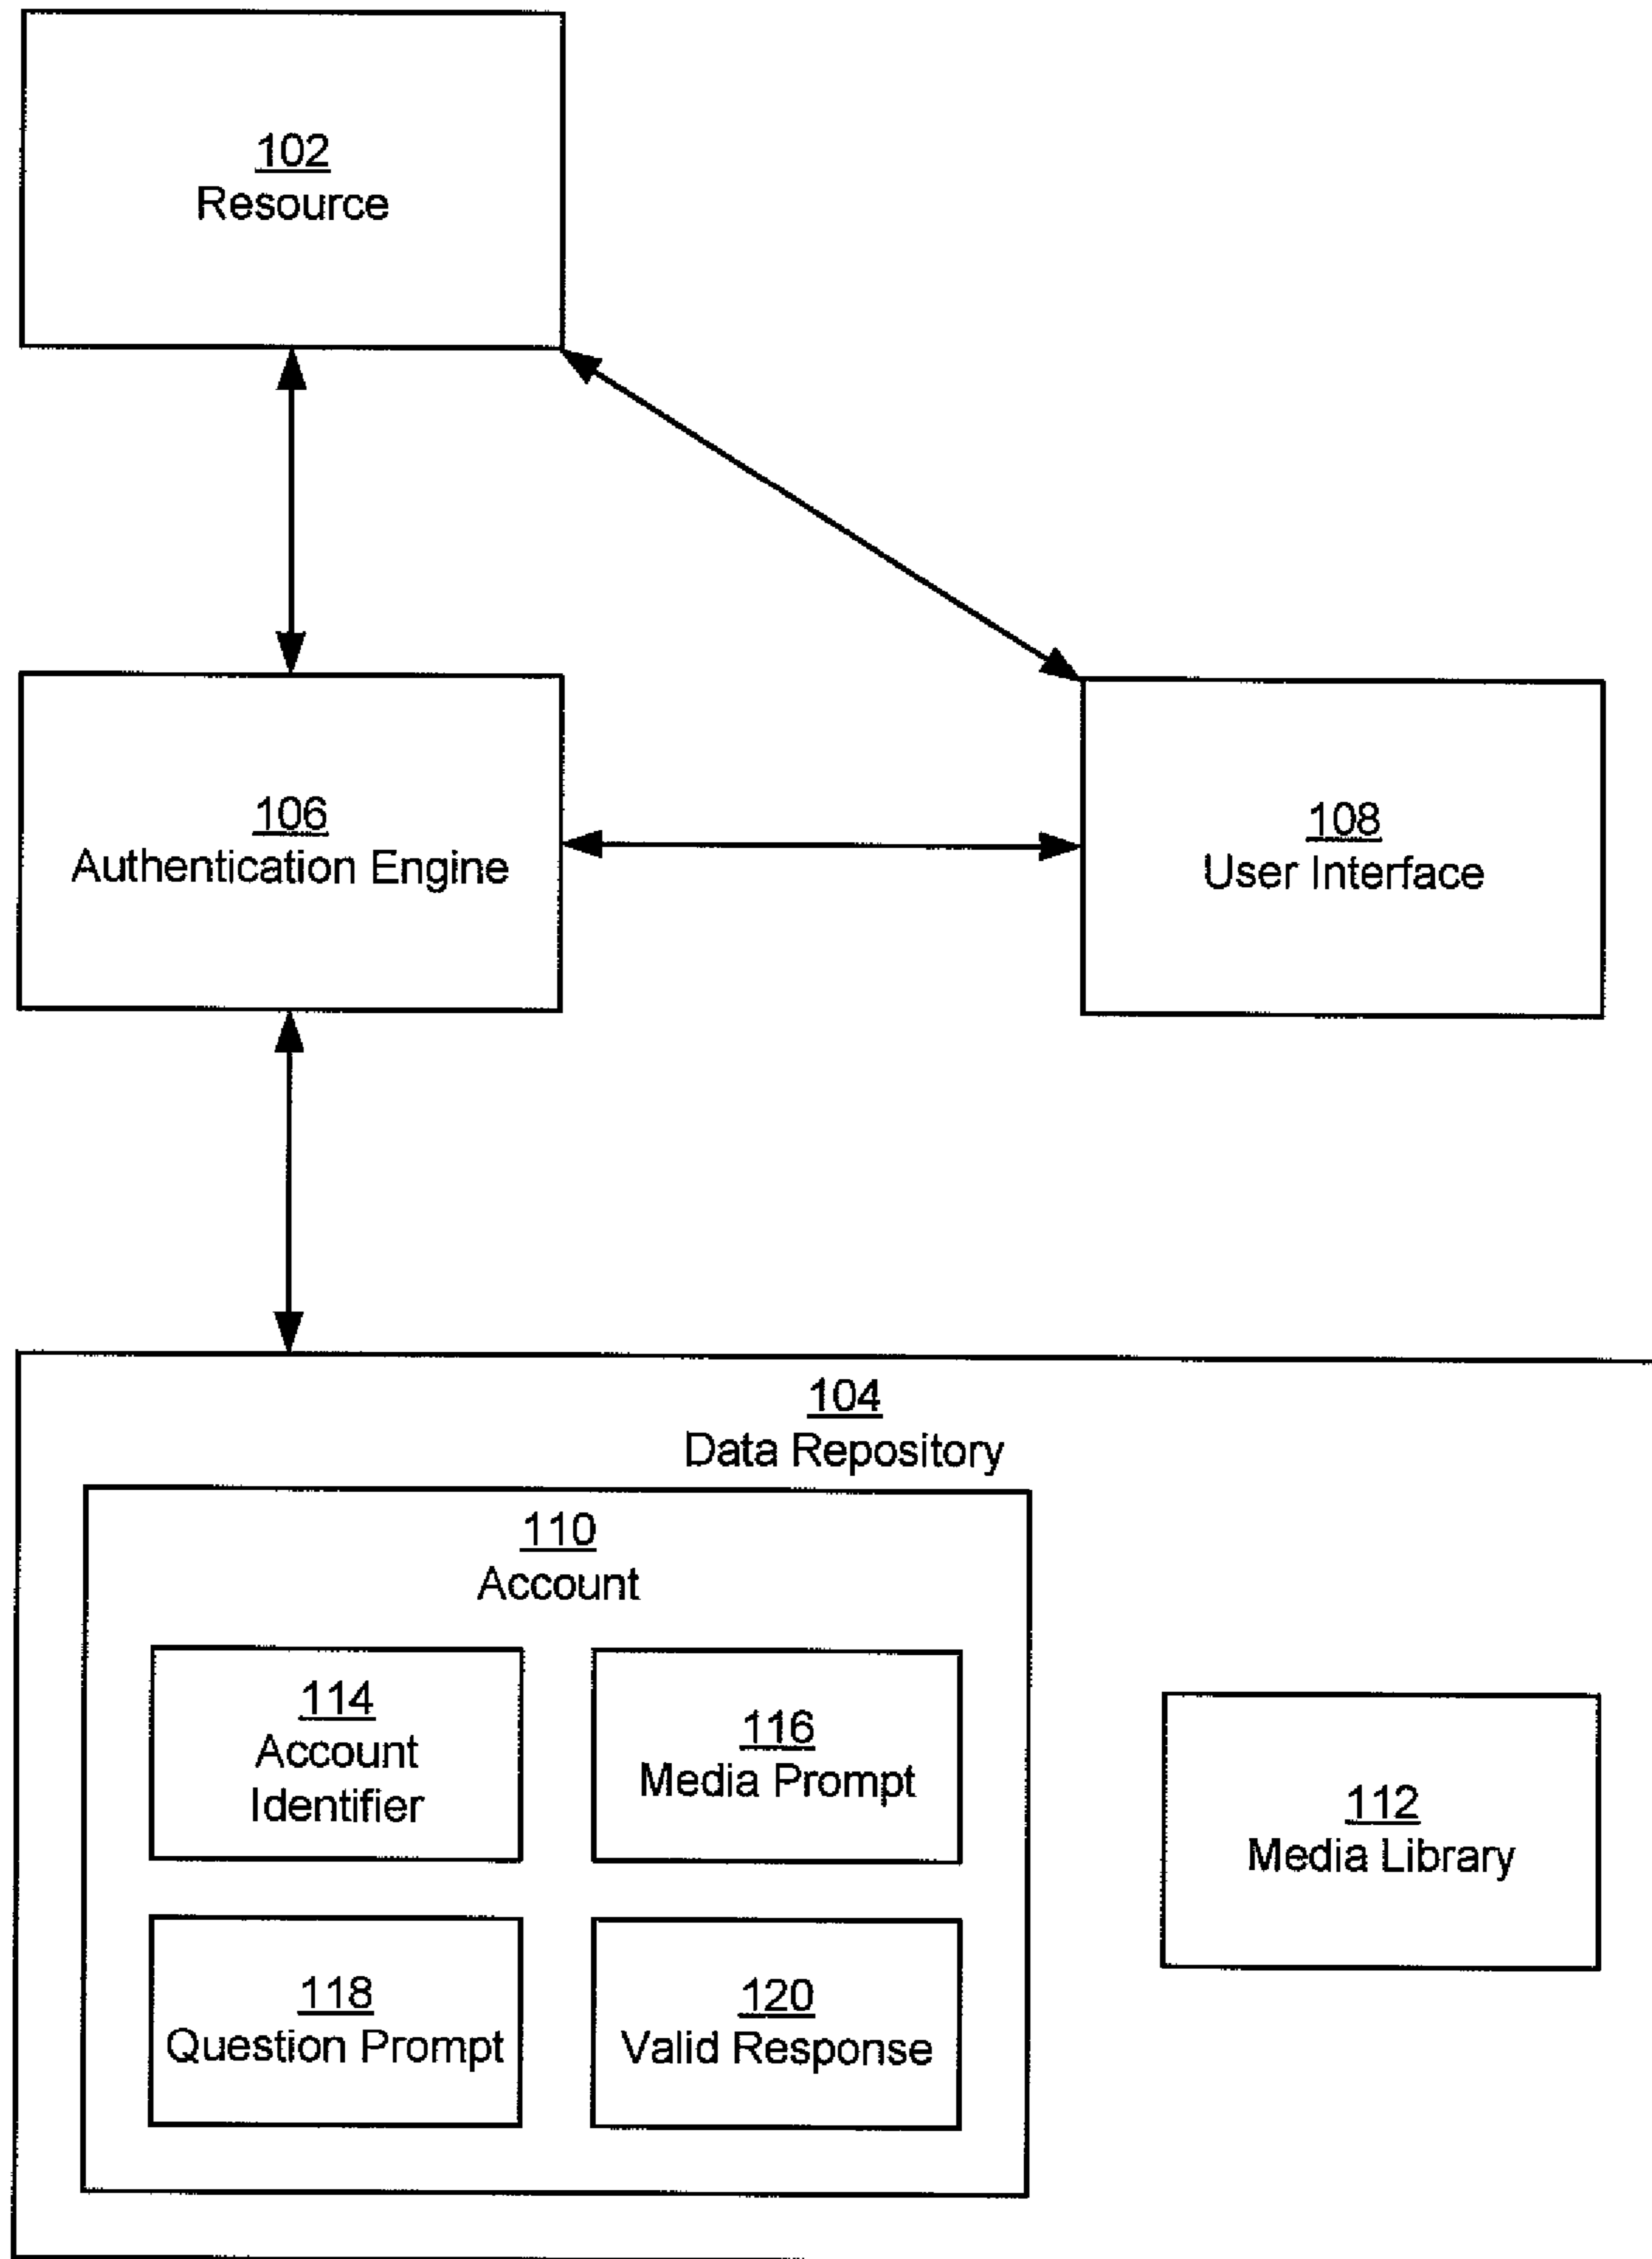 102
Resource
106
Authentication Engine
108
User Interface
104
Data Repository
110
Account
114
Account
Identifier
116
Media Prompt
118
Question Prompt
120
Valid Response
112
Media Library